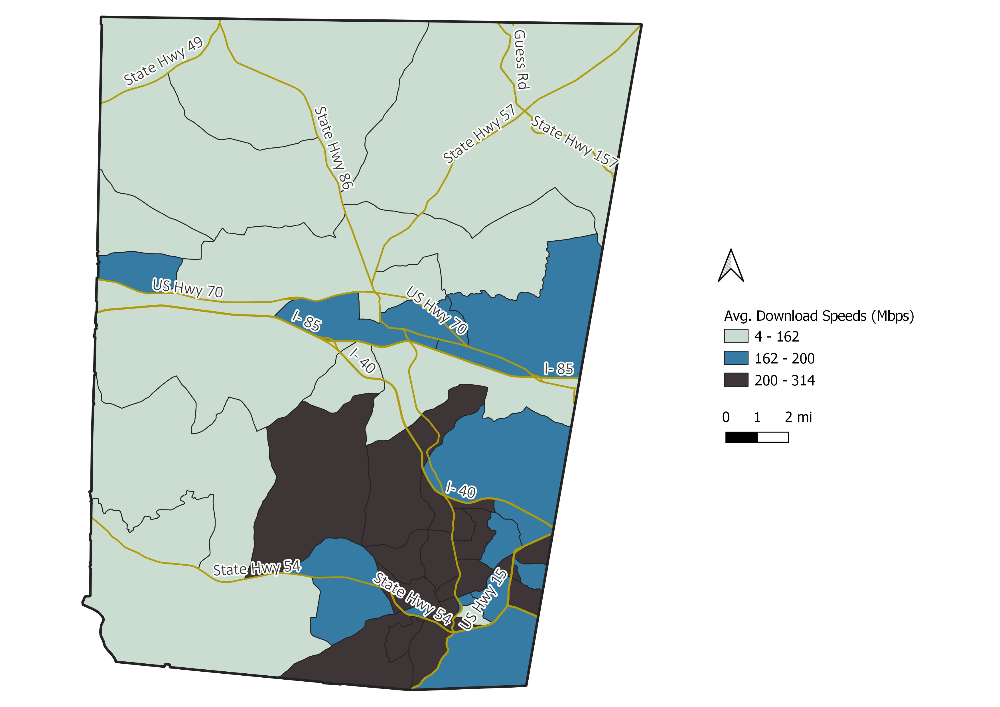 State Hwy 49
Guess Rd
State Hwy 86
State Hwy 57
State Hwy 157
US Hwy 70
US Hwy 70
I- 85
I- 40
I- 85
I- 40
State Hwy 54
State Hwy 54
US Hwy 15
Avg. Download Speeds (Mbps)
4 - 162
162 - 200
200 - 314
0 1 2 mi